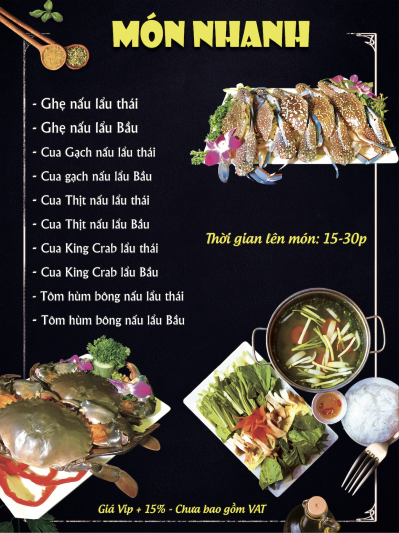 MÓN NHANH
- Ghẹ nấu lẩu thái
- Ghẹ nấu lẩu Bầu
- Cua Gạch nấu lẩu thái
- Cua gạch nấu lẩu Bầu
- Cua Thịt nấu lẩu thái
- Cua Thịt nấu lẩu Bầu
- Cua King Crab lẩu thái
- Cua King Crab lẩu Bầu
- Tôm hùm bông nấu lẩu thái
- Tôm hùm bông nấu lẩu Bầu
Thời gian lên món: 15-30p
Giá Vip + 15% - Chưa bao gồm VAT